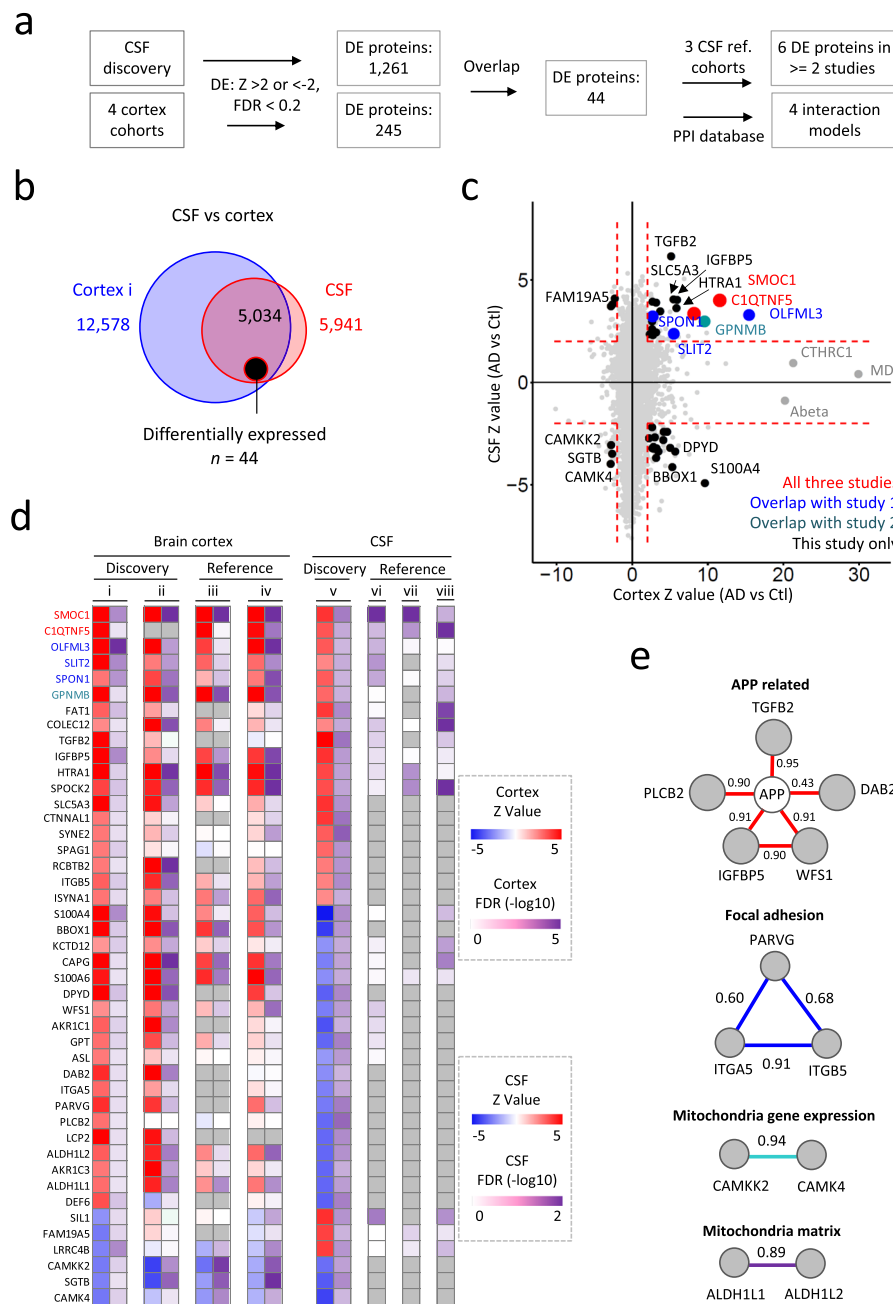 a
CSF
discovery
DE: Z >2 or <-2,
FDR < 0.2
4 cortex
cohorts
DE proteins:
1,261
DE proteins:
245
Overlap
DE proteins:
44
3 CSF ref.
cohorts
PPI database
6 DE proteins in
>= 2 studies
4 interaction
models
b
CSF vs cortex
Cortex i
12,578
5,034
CSF
5,941
Differentially expressed
n = 44
c
CSF Z value (AD vs Ctl)
5
0
−5
TGFB2
IGFBP5
SLC5A3
HTRA1
SMOC1
C1QTNF5
FAM19A5
SPON1
OLFML3
GPNMB
SLIT2
CTHRC1
MD
Abeta
CAMKK2
SGTB
CAMK4
DPYD
BBOX1
S100A4
All three studie
Overlap with study 1
Overlap with study 2
This study only
−10
0
10
20
30
Cortex Z value (AD vs Ctl)
d
Brain cortex
CSF
Discovery
Reference
Discovery
Reference
i
ii
iii
iv
v
vi
vii
viii
SMOC1
C1QTNF5
OLFML3
SLIT2
SPON1
GPNMB
FAT1
COLEC12
TGFB2
IGFBP5
HTRA1
SPOCK2
SLC5A3
CTNNAL1
SYNE2
SPAG1
RCBTB2
ITGB5
ISYNA1
S100A4
BBOX1
KCTD12
CAPG
S100A6
DPYD
WFS1
AKR1C1
GPT
ASL
DAB2
ITGA5
PARVG
PLCB2
LCP2
ALDH1L2
AKR1C3
ALDH1L1
DEF6
SIL1
FAM19A5
LRRC4B
CAMKK2
SGTB
CAMK4
Cortex
Z Value
-5
5
Cortex
FDR (-log10)
0
5
CSF
Z Value
-5
5
CSF
FDR (-log10)
0
2
e
APP related
TGFB2
0.95
PLCB2
0.90
APP
0.43
DAB2
0.91
0.91
0.90
IGFBP5
WFS1
Focal adhesion
PARVG
0.60
0.68
0.91
ITGA5
ITGB5
Mitochondria gene expression
0.94
CAMKK2
CAMK4
Mitochondria matrix
0.89
ALDH1L1
ALDH1L2